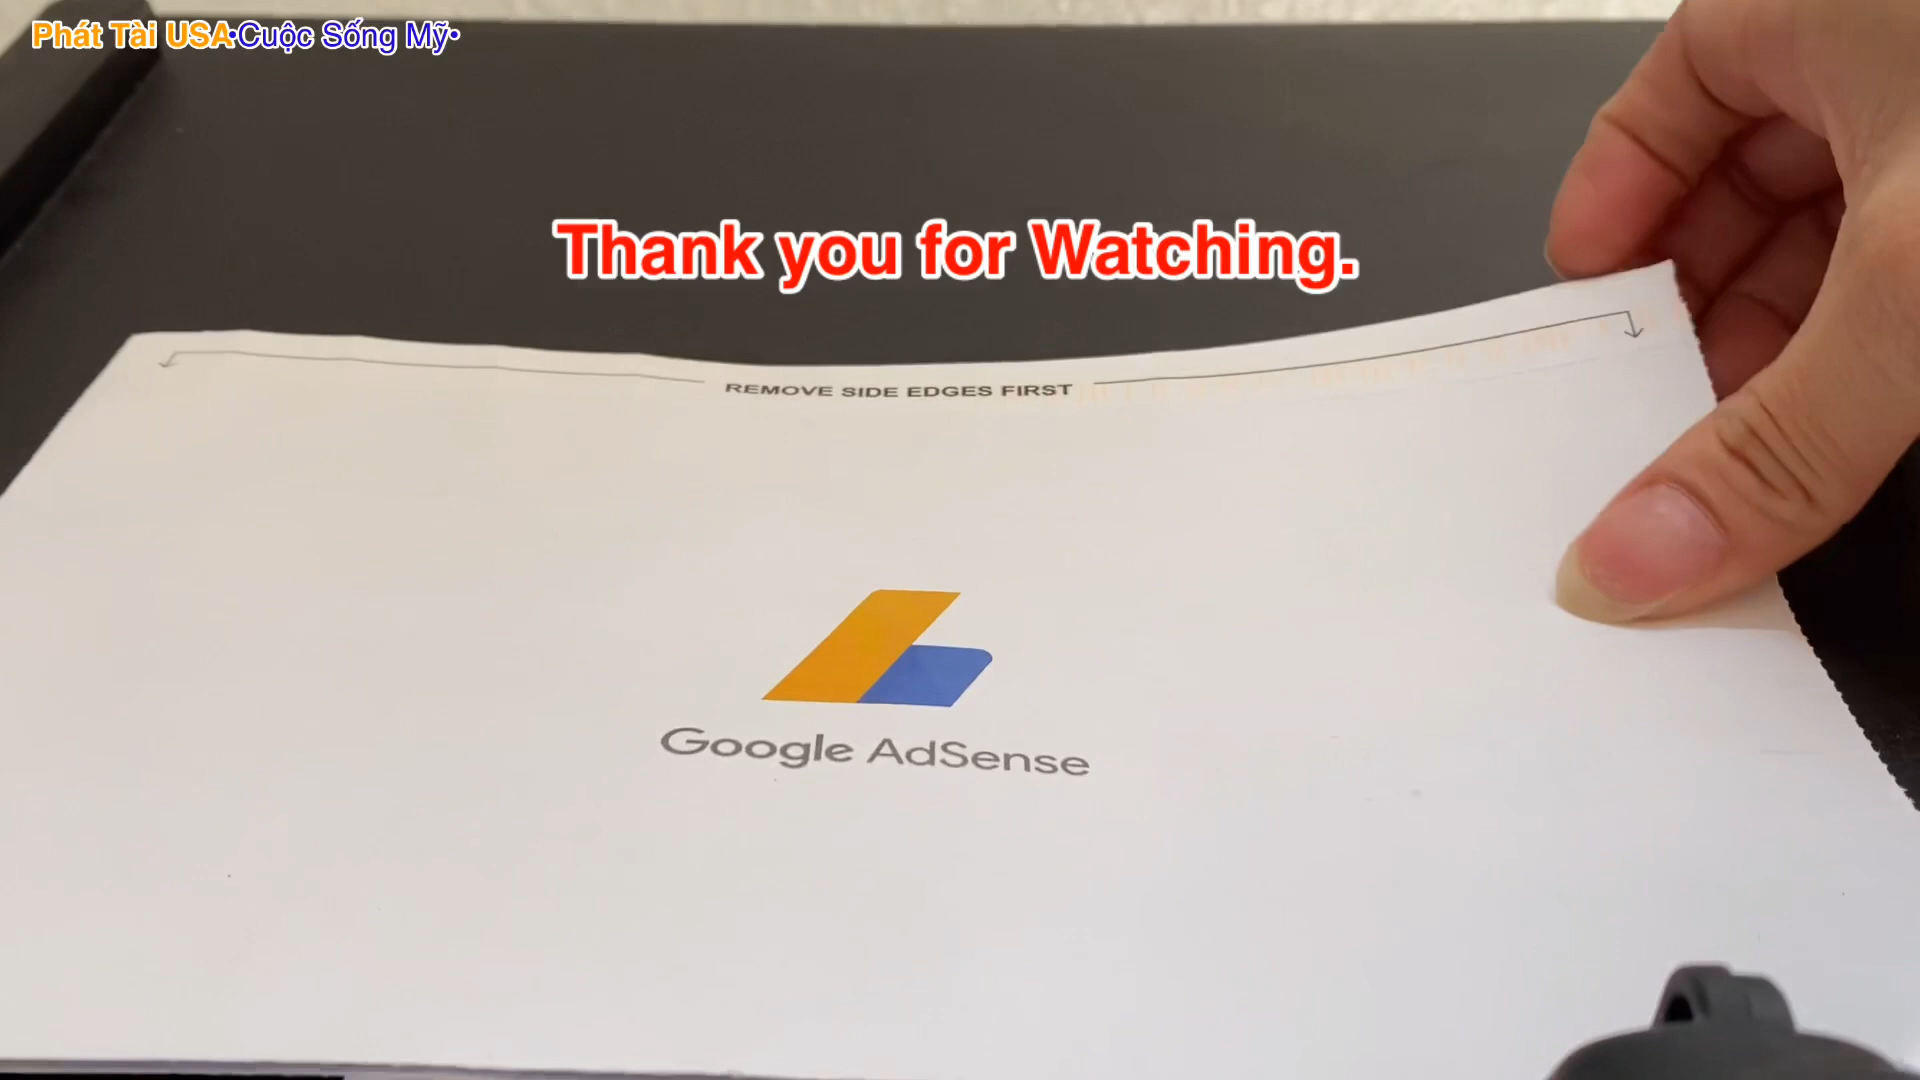 Phát Tài USA•Cuộc Sống Mỹ•
Thank you for Watching.
REMOVE SIDE EDGES FIRST
Google AdSense